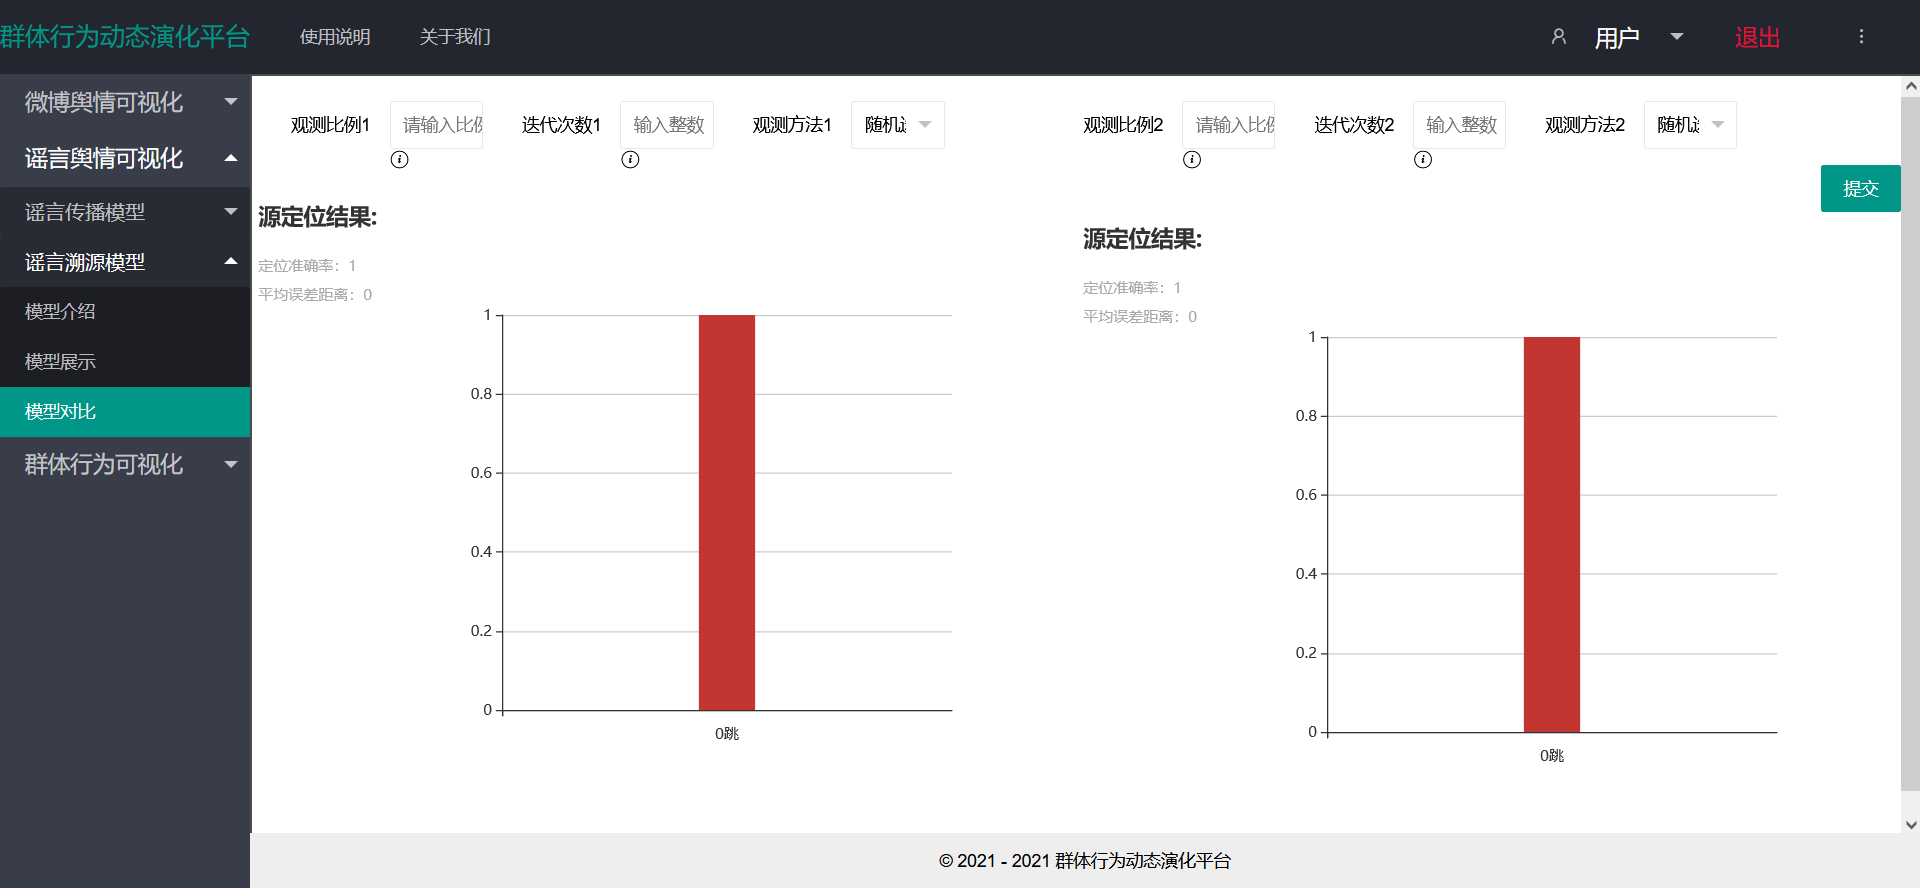 群体行为动态演化平台 使用说明 关于我们 用户 退出
微博舆情可视化
谣言舆情可视化
谣言传播模型
谣言溯源模型
模型介绍
模型展示
模型对比
群体行为可视化
观测比例1 请输入比例 迭代次数1 输入整数 观测方法1 随机 观测比例2 请输入比例 迭代次数2 输入整数 观测方法2 随机
提交
源定位结果:
定位准确率：1
平均误差距离：0
1
0.8
0.6
0.4
0.2
0
0跳
源定位结果:
定位准确率：1
平均误差距离：0
1
0.8
0.6
0.4
0.2
0
0跳
© 2021 - 2021 群体行为动态演化平台